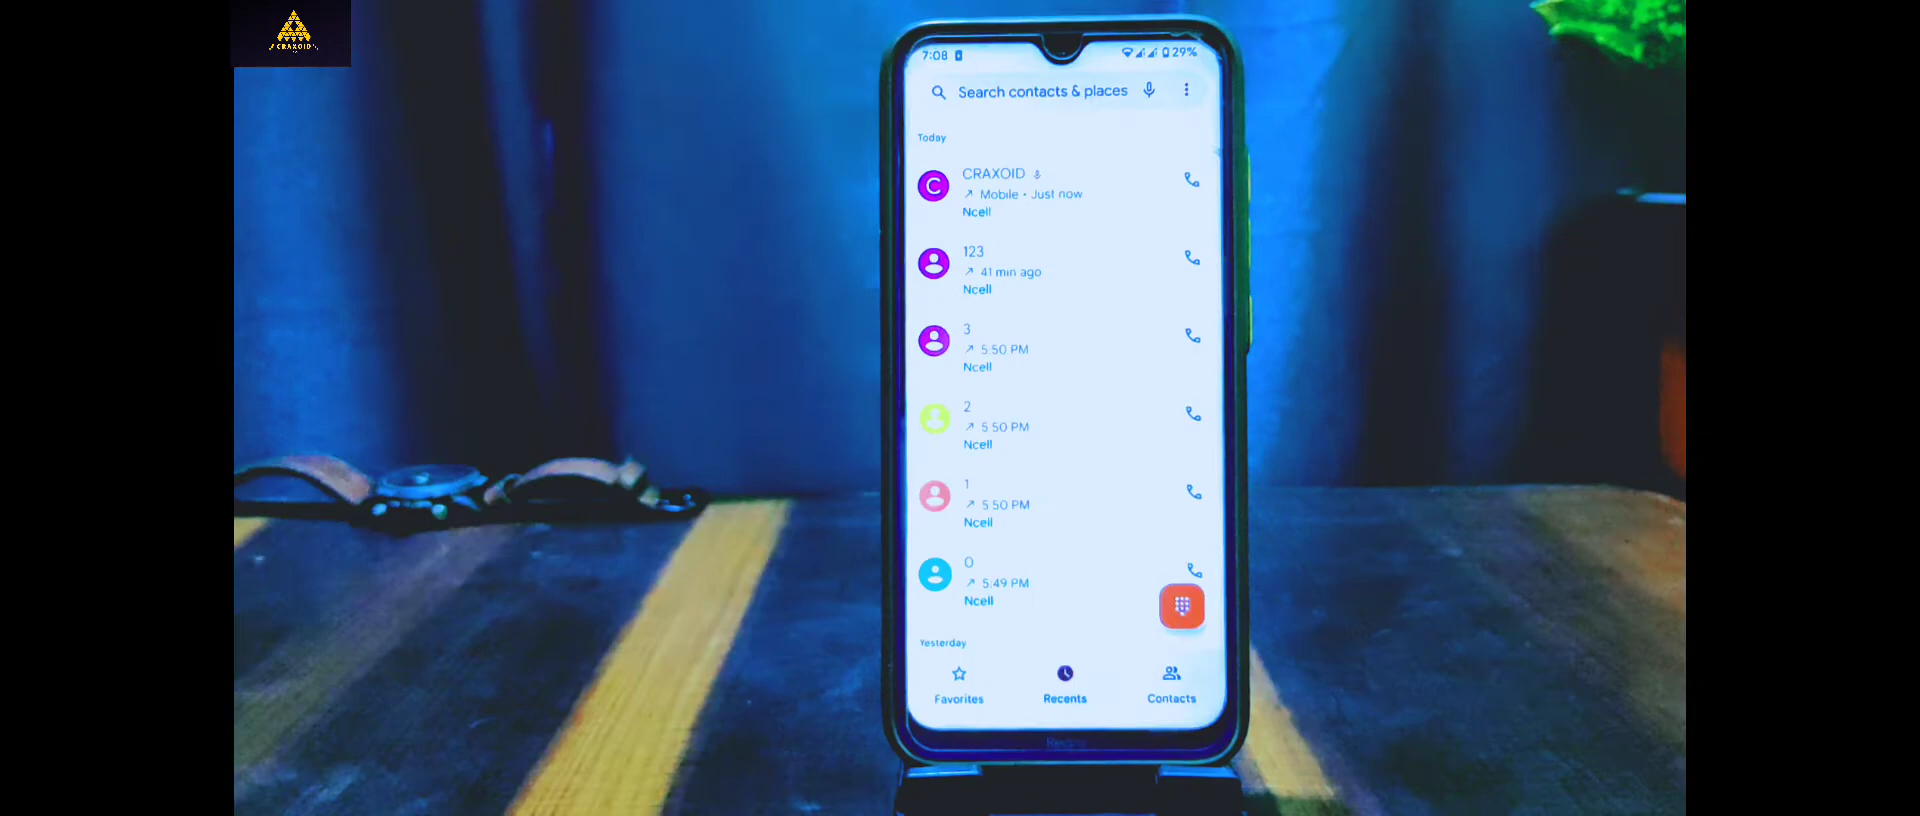 CRAXOID
7:08
29%
Search contacts & places
Today
CRAXOID
Mobile • Just now
Ncell
123
41 min ago
Ncell
3
5:50 PM
Ncell
2
5 50 PM
Ncell
1
5 50 PM
Ncell
0
5:49 PM
Ncell
Yesterday
Favorites
Recents
Contacts
Redmi